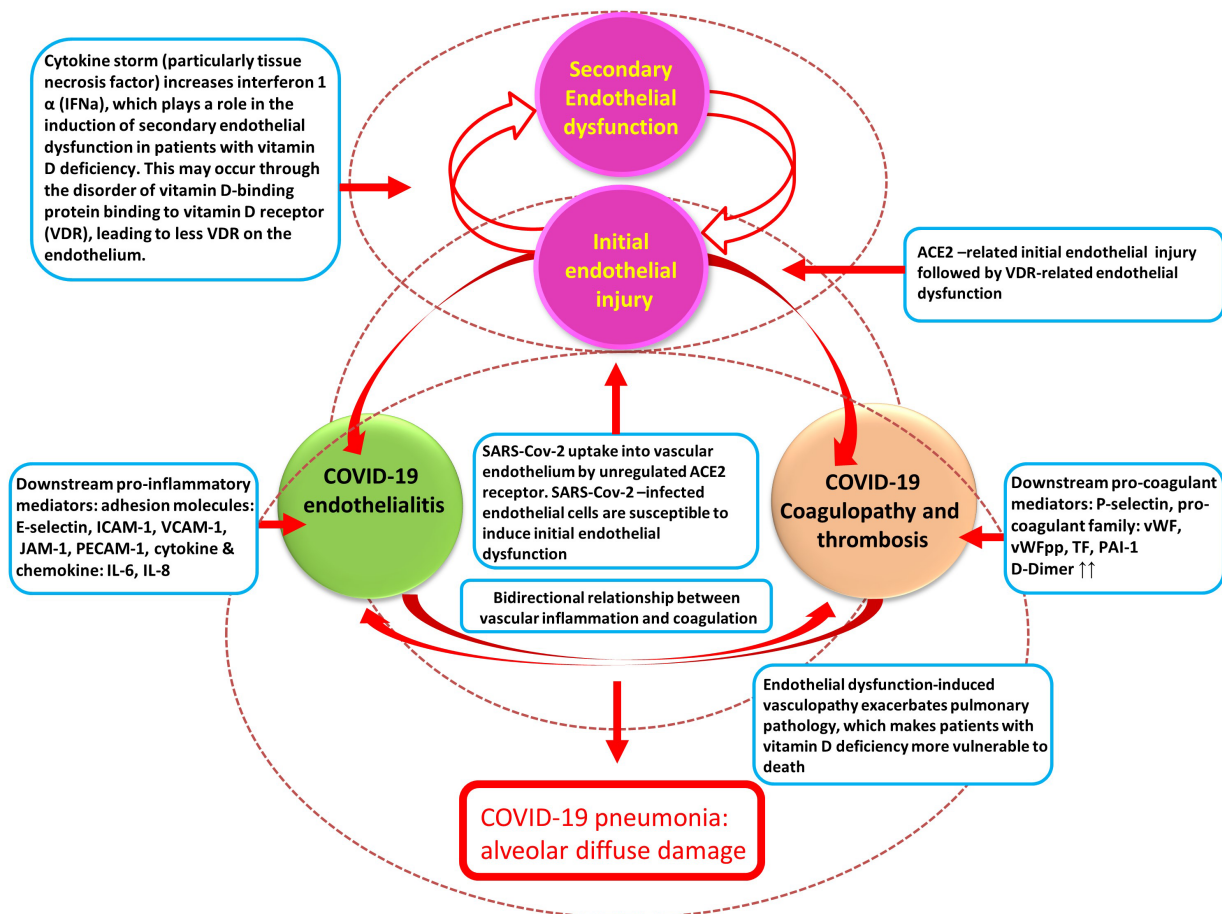 Cytokine storm (particularly tissue
necrosis factor) increases interferon 1
α (IFNa), which plays a role in the
induction of secondary endothelial
dysfunction in patients with vitamin
D deficiency. This may occur through
the disorder of vitamin D-binding
protein binding to vitamin D receptor
(VDR), leading to less VDR on the
endothelium.
Secondary
Endothelial
dysfunction
Initial
endothelial
injury
ACE2 –related initial endothelial injury
followed by VDR-related endothelial
dysfunction
COVID-19
endothelialitis
SARS-Cov-2 uptake into vascular
endothelium by unregulated ACE2
receptor. SARS-Cov-2 –infected
endothelial cells are susceptible to
induce initial endothelial
dysfunction
COVID-19
Coagulopathy and
thrombosis
Downstream pro-inflammatory
mediators: adhesion molecules:
E-selectin, ICAM-1, VCAM-1,
JAM-1, PECAM-1, cytokine &
chemokine: IL-6, IL-8
Downstream pro-coagulant
mediators: P-selectin, pro-
coagulant family: vWF,
vWFpp, TF, PAI-1
D-Dimer ↑↑
Bidirectional relationship between
vascular inflammation and coagulation
Endothelial dysfunction-induced
vasculopathy exacerbates pulmonary
pathology, which makes patients with
vitamin D deficiency more vulnerable to
death
COVID-19 pneumonia:
alveolar diffuse damage